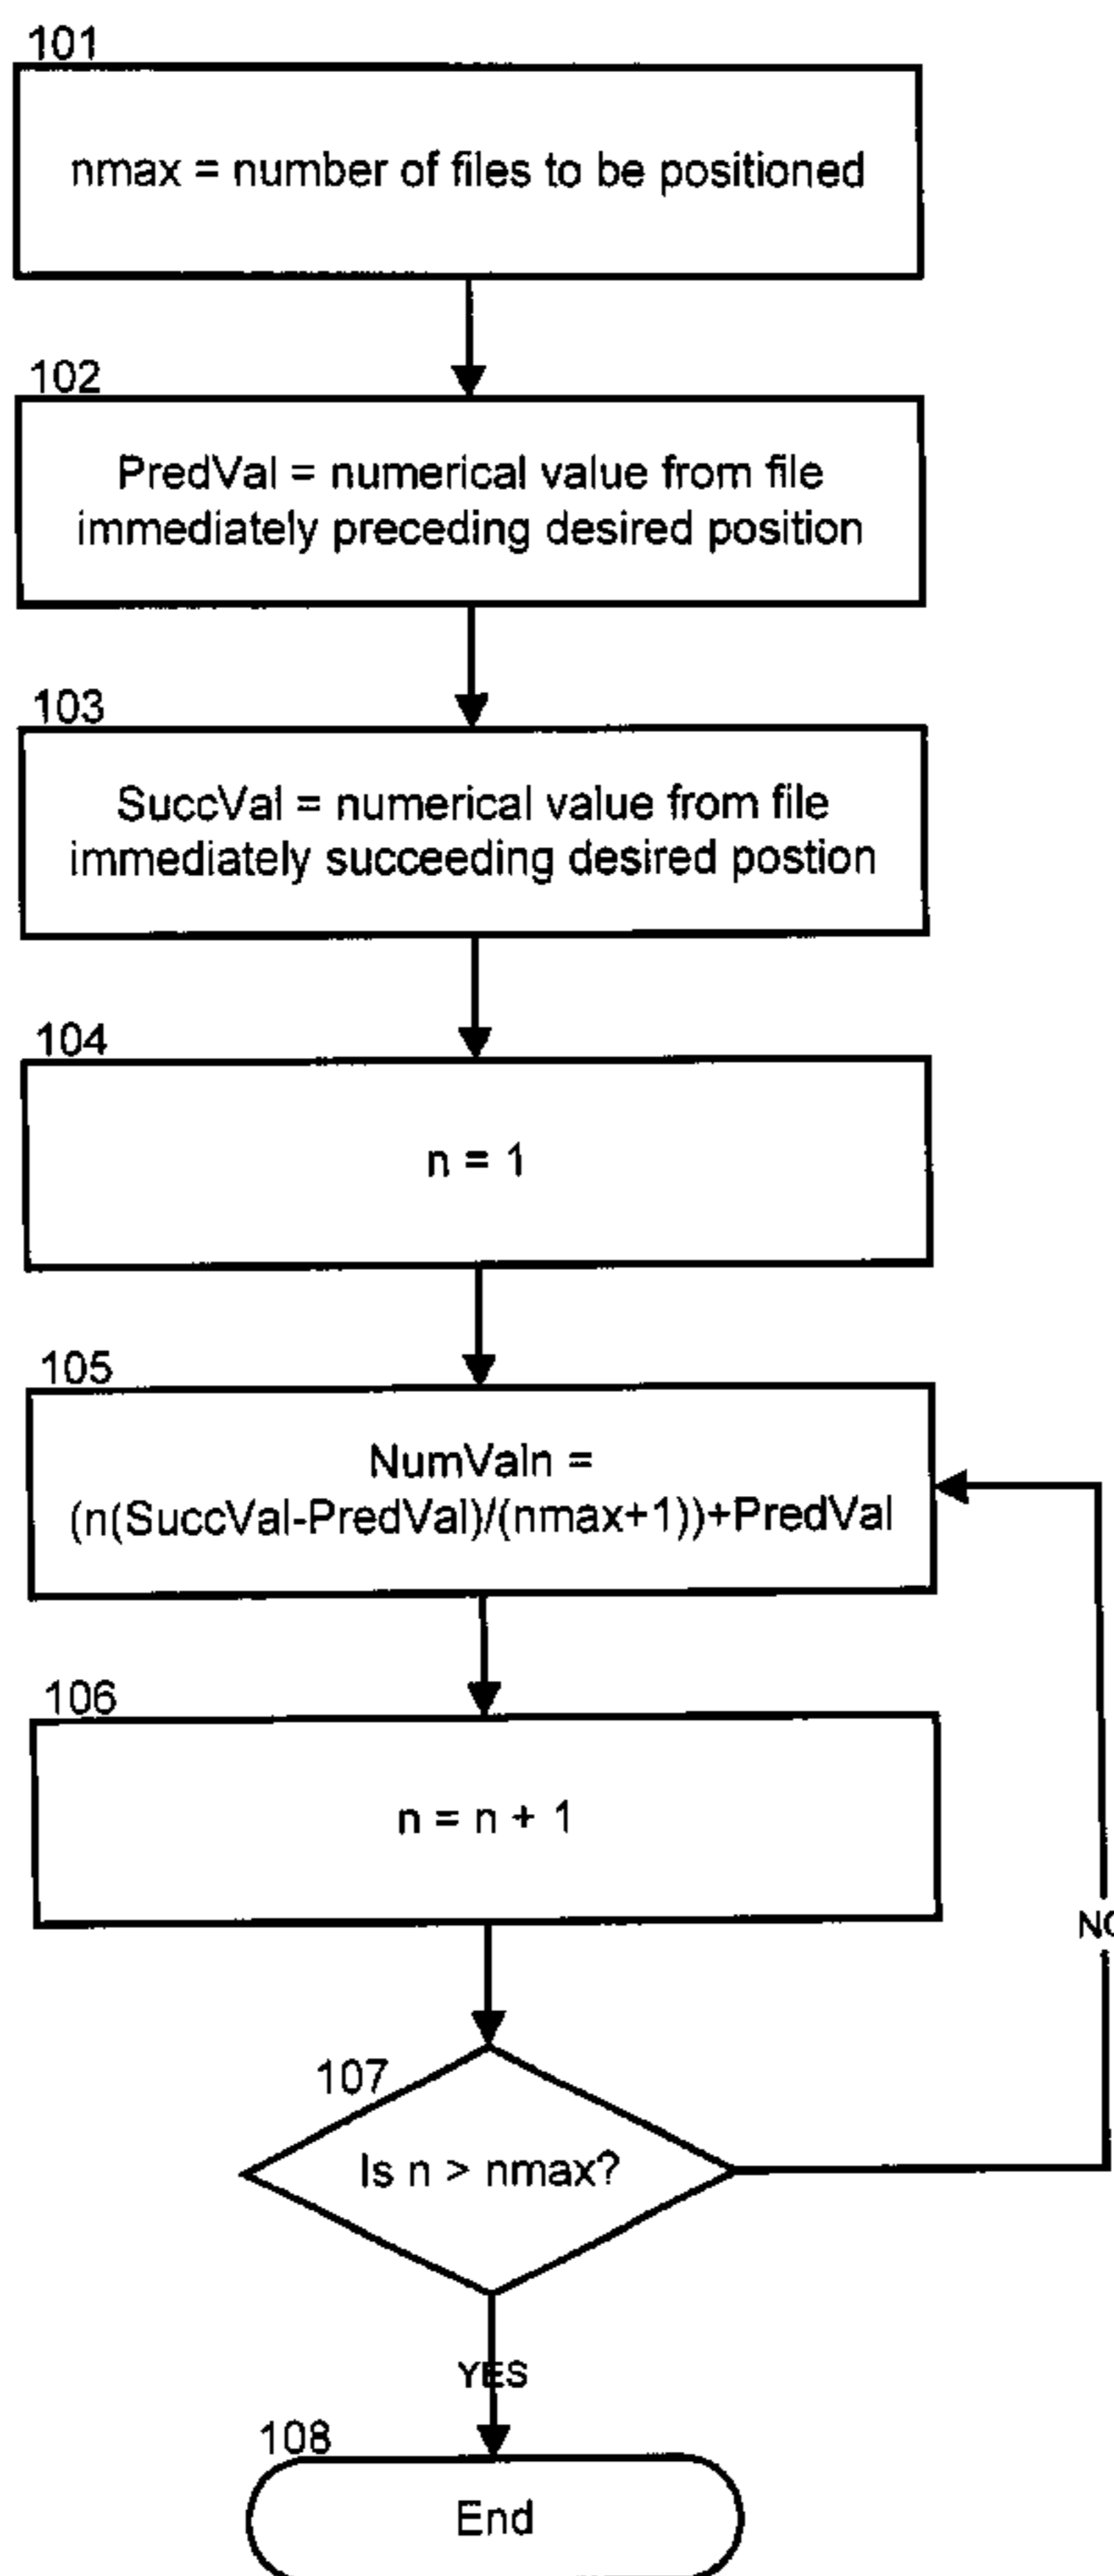 101
nmax = number of files to be positioned
102
PredVal = numerical value from file
immediately preceding desired position
103
SuccVal = numerical value from file
immediately succeeding desired postion
104
n = 1
105
NumValn =
(n(SuccVal-PredVal)/(nmax+1))+PredVal
106
n = n + 1
107
Is n > nmax?
YES
108
End